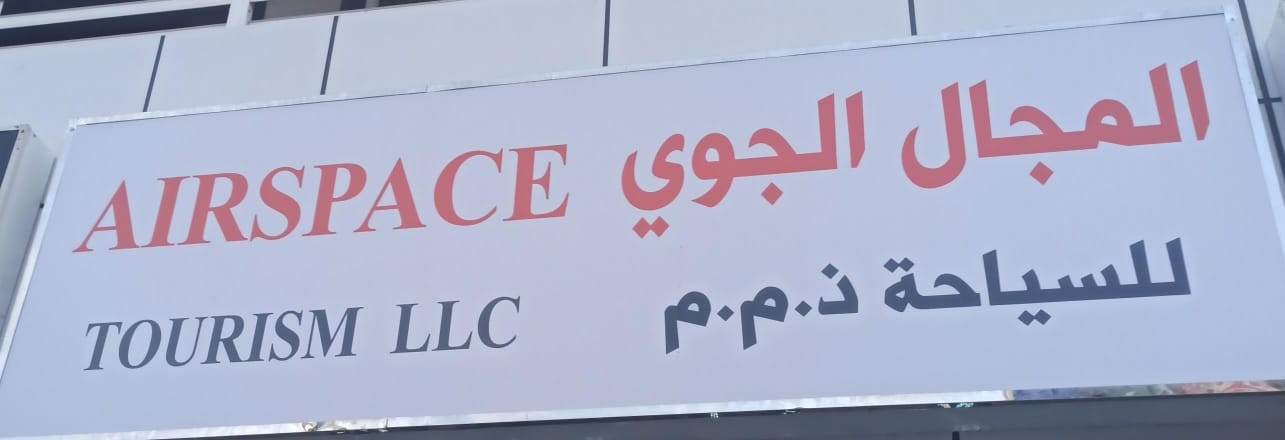 AIRSPACE المجال الجوي
TOURISM LLC للسياحة ذ.م.م